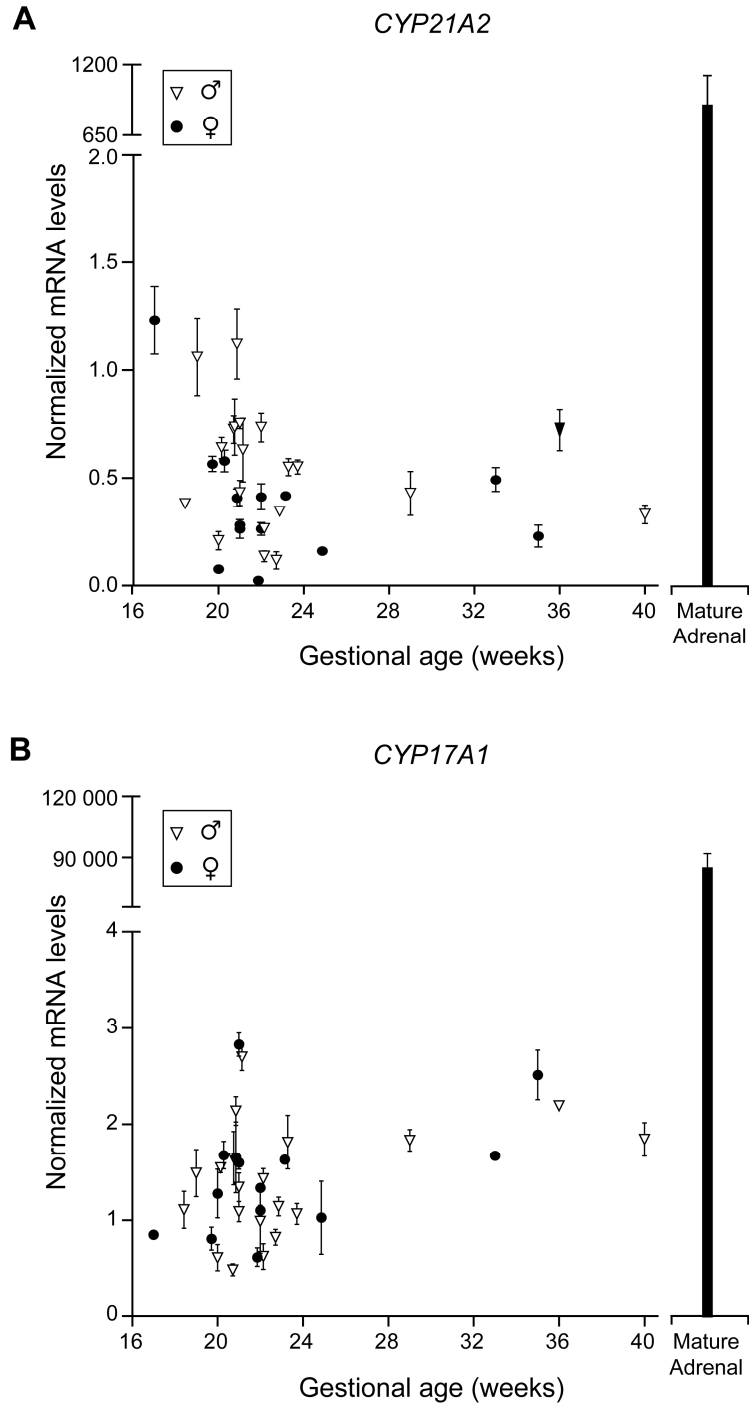 A
CYP21A2
1200
650
♂
♀
2.0
1.5
1.0
0.5
0.0
Normalized mRNA levels
16 20 24 28 32 36 40
Mature
Adrenal
Gestional age (weeks)
B
CYP17A1
120 000
90 000
♂
♀
4
3
2
1
0
Normalized mRNA levels
16 20 24 28 32 36 40
Mature
Adrenal
Gestional age (weeks)